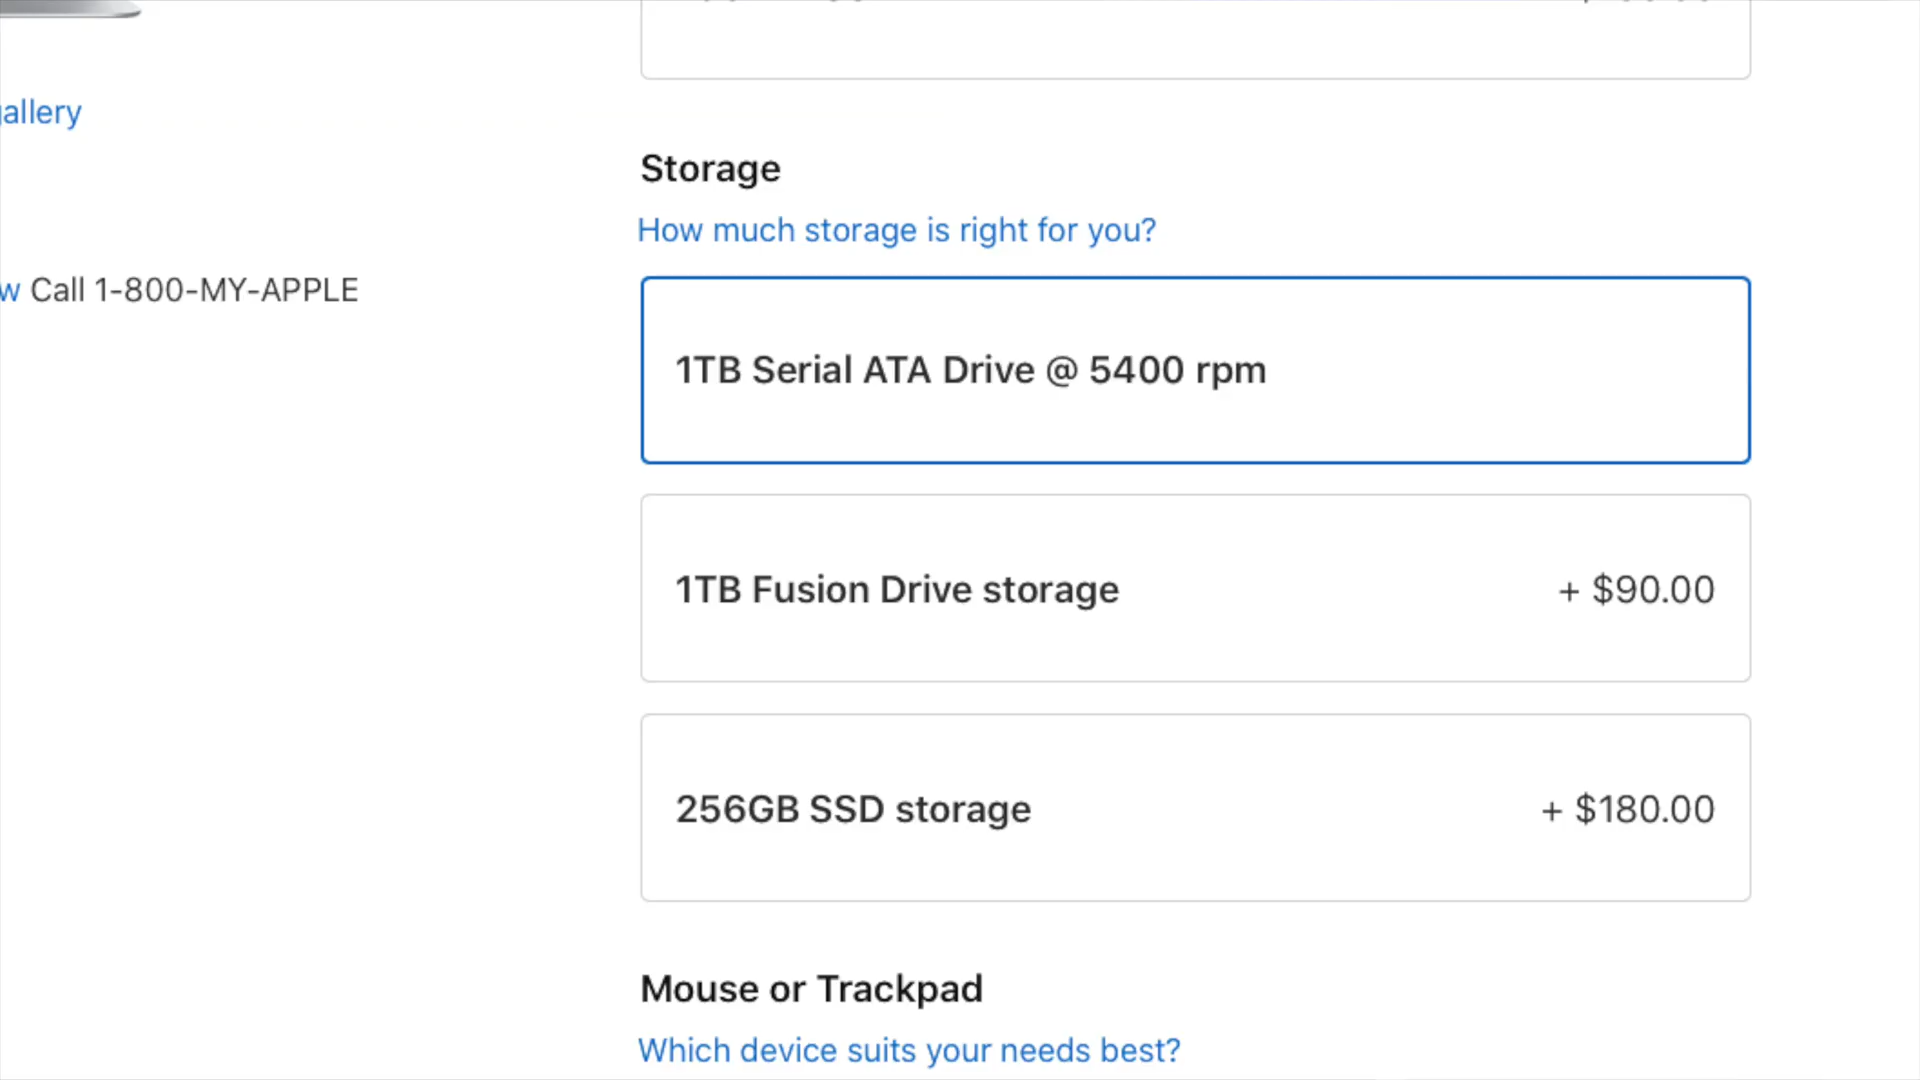 allery
w Call 1-800-MY-APPLE
Storage
How much storage is right for you?
1TB Serial ATA Drive @ 5400 rpm
1TB Fusion Drive storage + $90.00
256GB SSD storage + $180.00
Mouse or Trackpad
Which device suits your needs best?